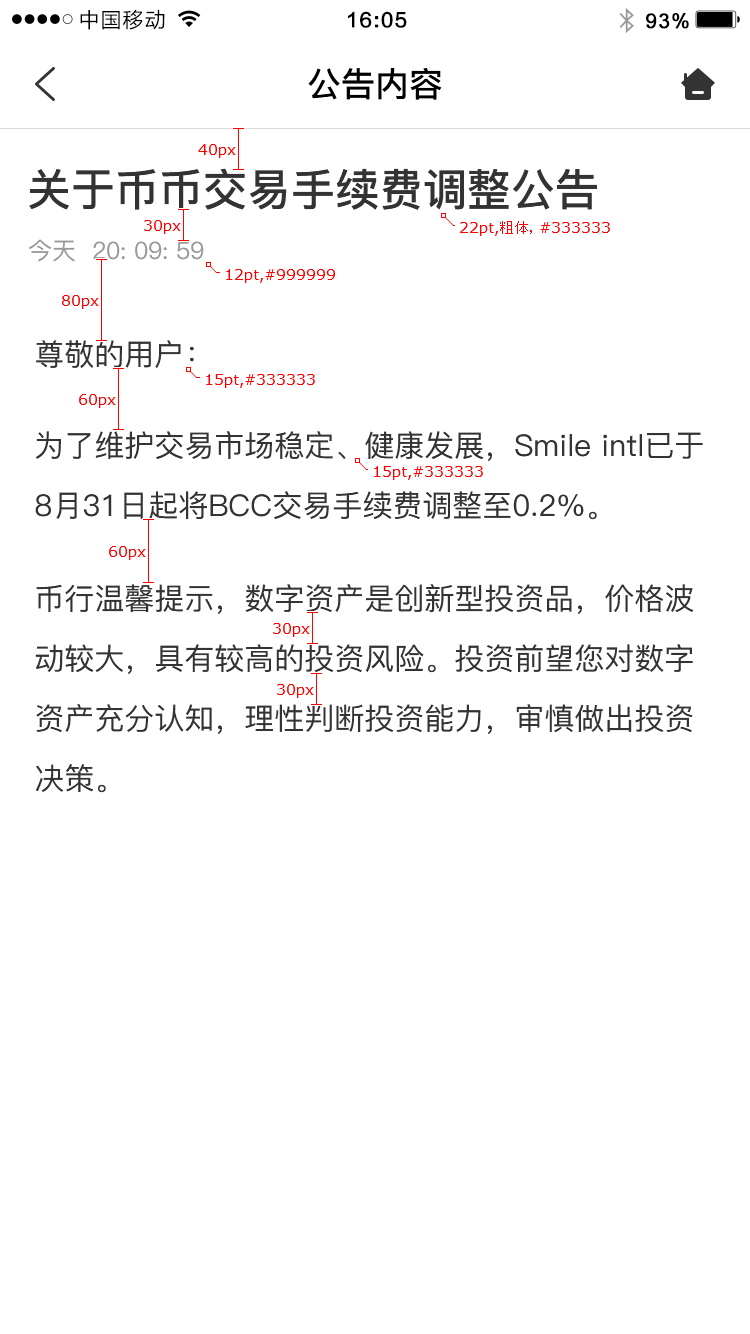 中国移动 16:05 93%
公告内容
40px
关于币币交易手续费调整公告
30px
22pt,粗体, #333333
今天 20: 09: 59
12pt,#999999
80px
尊敬的用户：
15pt,#333333
60px
为了维护交易市场稳定、健康发展，Smile intl已于
15pt,#333333
8月31日起将BCC交易手续费调整至0.2%。
60px
币行温馨提示，数字资产是创新型投资品，价格波
30px
动较大，具有较高的投资风险。投资前望您对数字
30px
资产充分认知，理性判断投资能力，审慎做出投资
决策。